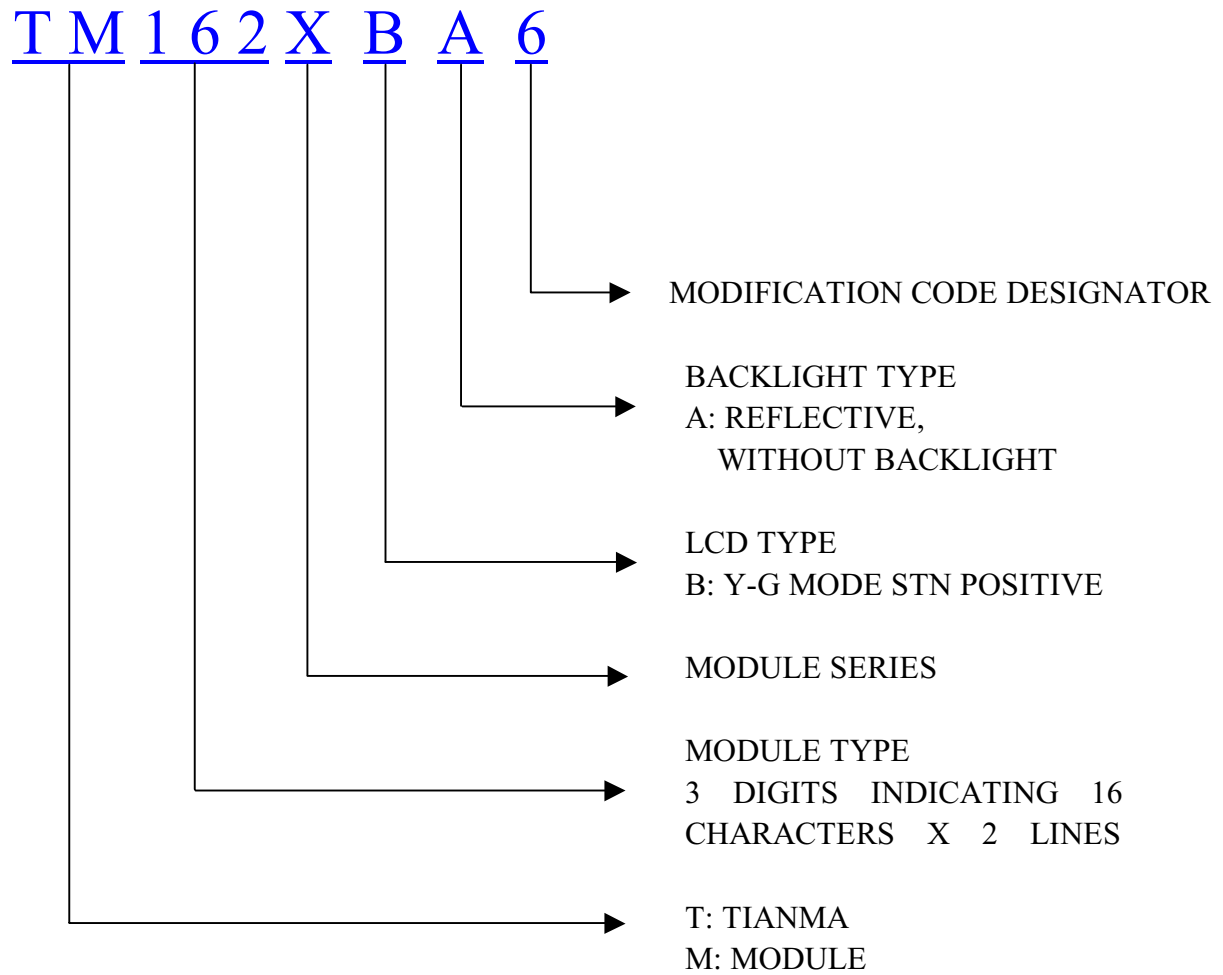 T M 1 6 2 X B A 6
MODIFICATION CODE DESIGNATOR
BACKLIGHT TYPE
A: REFLECTIVE,
WITHOUT BACKLIGHT
LCD TYPE
B: Y-G MODE STN POSITIVE
MODULE SERIES
MODULE TYPE
3 DIGITS INDICATING 16
CHARACTERS X 2 LINES
T: TIANMA
M: MODULE